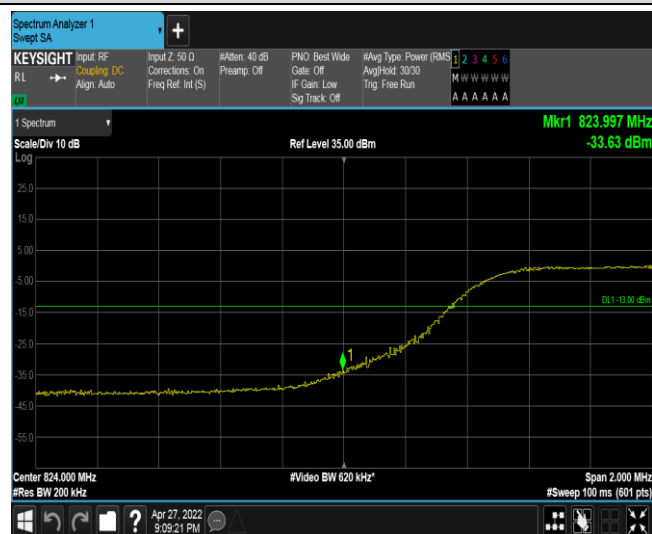 Spectrum Analyzer 1
Swept SA
+
KEYSIGHT
RL
Input: RF
Coupling: DC
Align: Auto
Input Z: 50 Ω
Corrections: On
Freq Ref: Int (S)
#Atten: 40 dB
Preamp: Off
PNO: Best Wide
Gate: Off
IF Gain: Low
Sig Track: Off
#Avg Type: Power (RMS
Avg|Hold: 30/30
Trig: Free Run
1 2 3 4 5 6
M W W W W W
A A A A A A
1 Spectrum
Scale/Div 10 dB
Ref Level 35.00 dBm
Mkr1 823.997 MHz
-33.63 dBm
Log
25.0
15.0
5.00
-5.00
DL1 -13.00 dBm
-15.0
-25.0
1
-35.0
-45.0
-55.0
Center 824.000 MHz
#Video BW 620 kHz*
Span 2.000 MHz
#Res BW 200 kHz
#Sweep 100 ms (601 pts)
?
Apr 27, 2022
9:09:21 PM